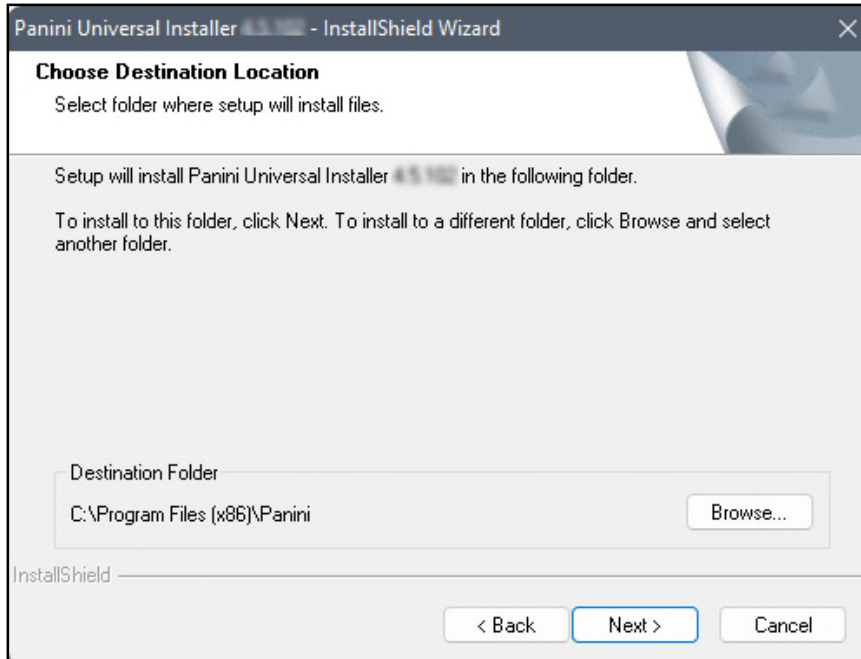 Panini Universal Installer - InstallShield Wizard
Choose Destination Location
Select folder where setup will install files.
Setup will install Panini Universal Installer in the following folder.
To install to this folder, click Next. To install to a different folder, click Browse and select
another folder.
Destination Folder
C:\Program Files (x86)\Panini
Browse...
InstallShield
< Back
Next >
Cancel